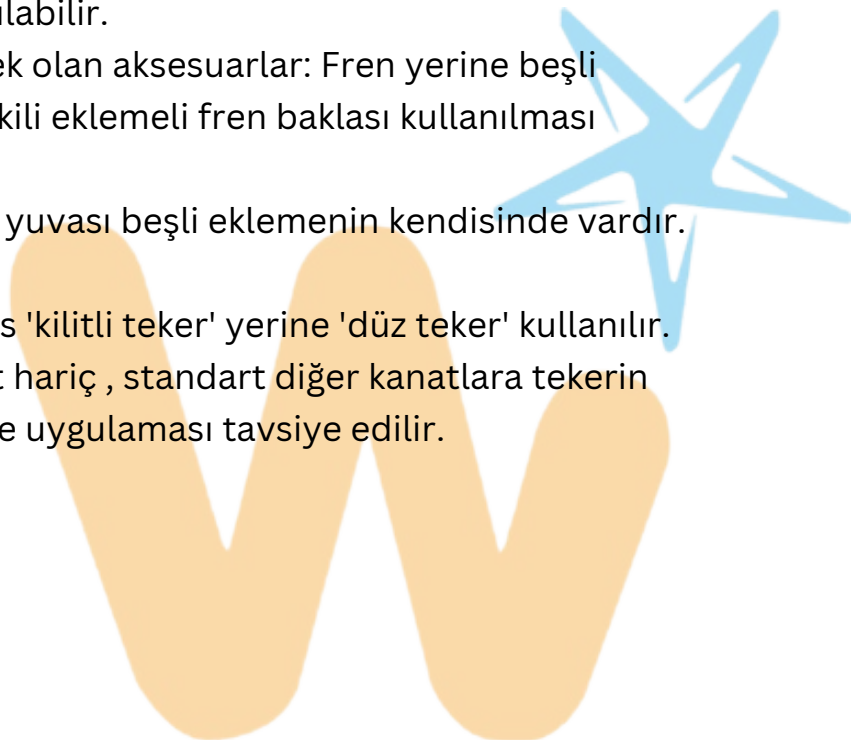 ılabilir.
ek olan aksesuarlar: Fren yerine beşli
kili eklemeli fren baklası kullanılması
yuvası beşli eklemenin kendisinde vardır.
s 'kilitli teker' yerine 'düz teker' kullanılır.
t hariç , standart diğer kanatlara tekerin
e uygulaması tavsiye edilir.